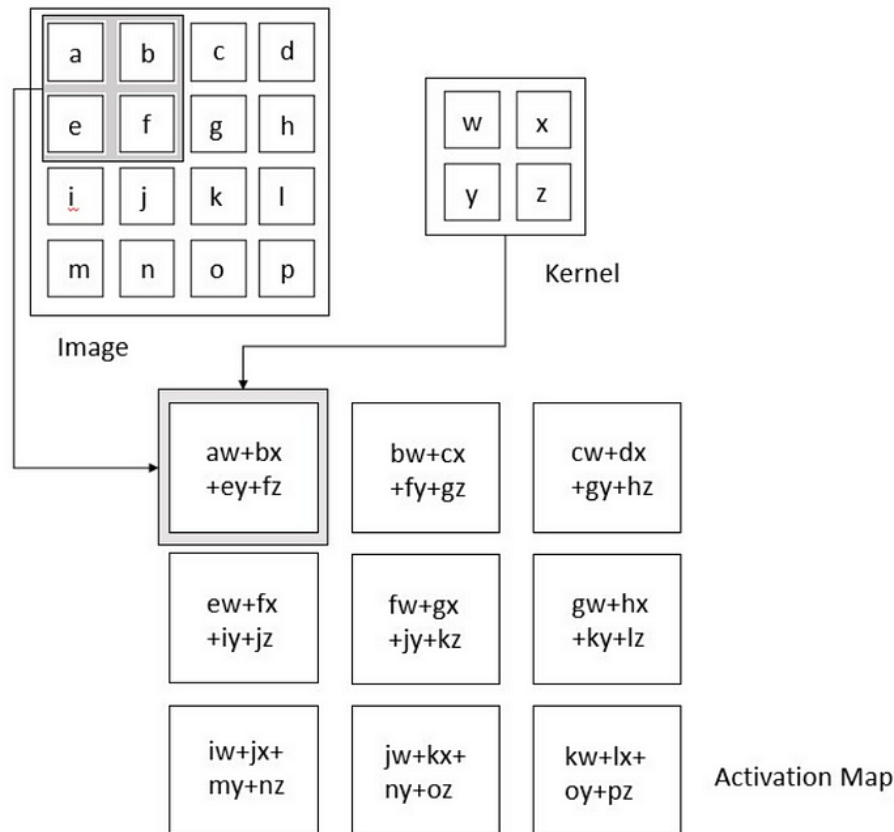 a b c d
e f g h
i j k l
m n o p
Image
w x
y z
Kernel
aw+bx
+ey+fz
bw+cx
+fy+gz
cw+dx
+gy+hz
ew+fx
+iy+jz
fw+gx
+jy+kz
gw+hx
+ky+lz
iw+jx+
my+nz
jw+kx+
ny+oz
kw+lx+
oy+pz
Activation Map